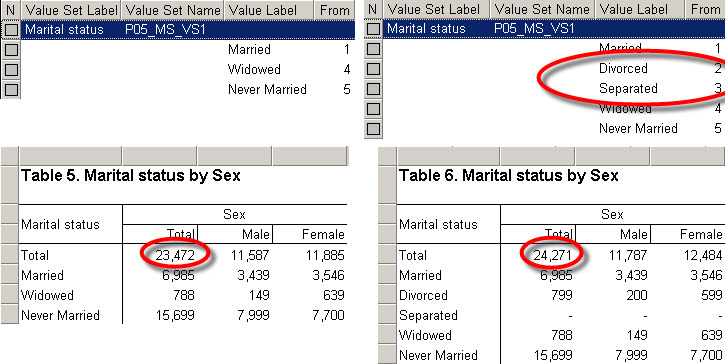 N Value Set Label Value Set Name Value Label From
Marital status P05_MS_VS1
Married 1
Widowed 4
Never Married 5
N Value Set Label Value Set Name Value Label From
Marital status P05_MS_VS1
Married 1
Divorced 2
Separated 3
Widowed 4
Never Married 5
Table 5. Marital status by Sex
Marital status Sex
Total Male Female
Total 23,472 11,587 11,885
Married 6,985 3,439 3,546
Widowed 788 149 639
Never Married 15,699 7,999 7,700
Table 6. Marital status by Sex
Marital status Sex
Total Male Female
Total 24,271 11,787 12,484
Married 6,985 3,439 3,546
Divorced 799 200 599
Separated - - -
Widowed 788 149 639
Never Married 15,699 7,999 7,700